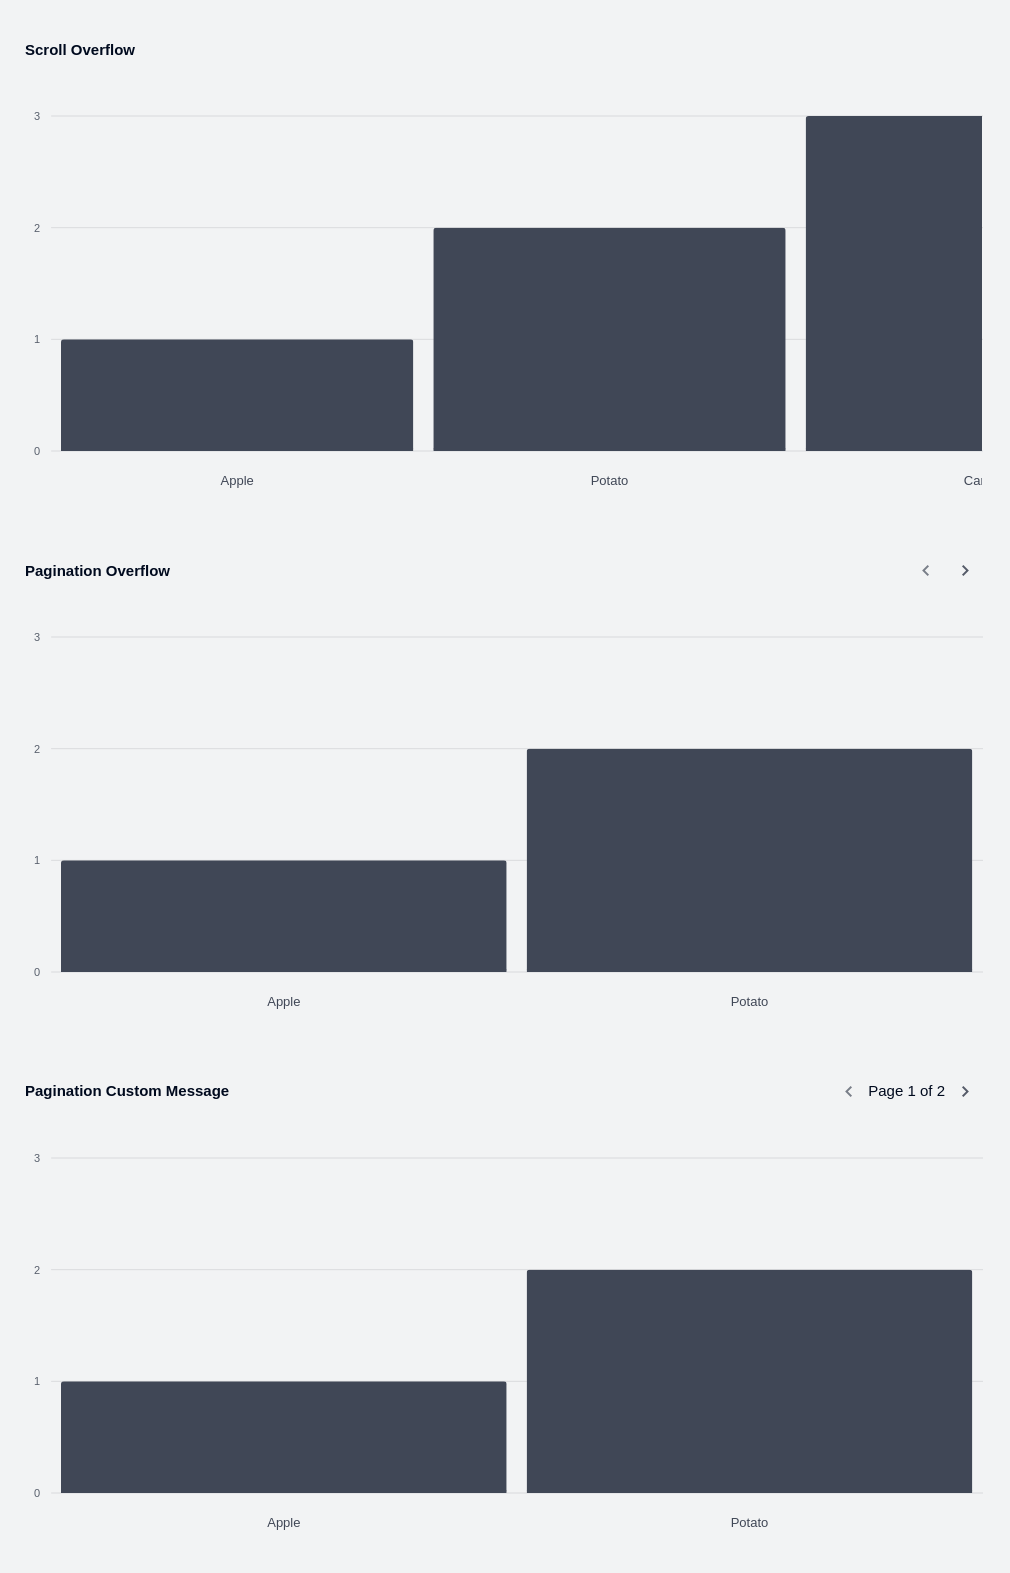 Scroll Overflow
3
2
1
0
Apple Potato
Pagination Overflow
3
2
1
0
Apple Potato
Pagination Custom Message Page 1 of 2
3
2
1
0
Apple Potato